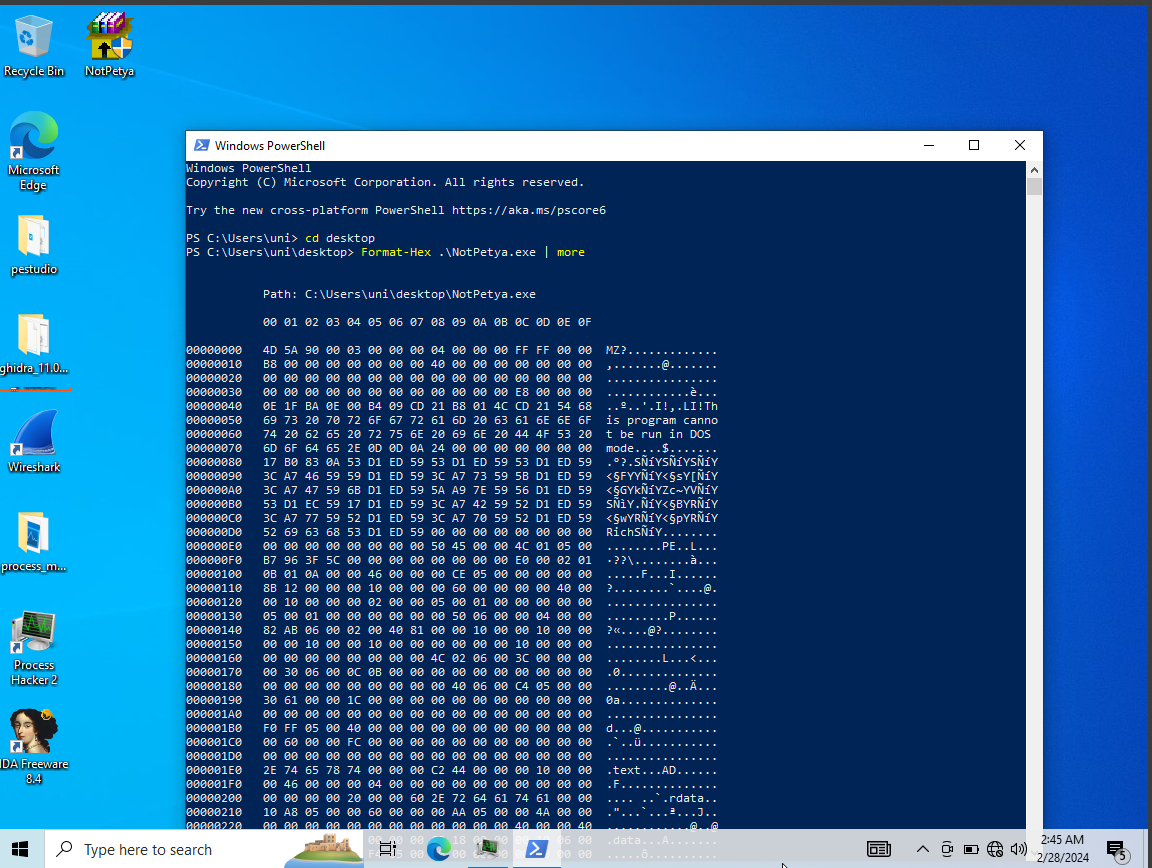 Recycle Bin
NotPetya
Microsoft
Edge
pestudio
ghidra_11.0...
Wireshark
process_m...
Process
Hacker 2
IDA Freeware
8.4
Windows PowerShell
Windows PowerShell
Copyright (C) Microsoft Corporation. All rights reserved.
Try the new cross-platform PowerShell https://aka.ms/pscore6
PS C:\Users\uni> cd desktop
PS C:\Users\uni\desktop> Format-Hex .\NotPetya.exe | more
Path: C:\Users\uni\desktop\NotPetya.exe
00 01 02 03 04 05 06 07 08 09 0A 0B 0C 0D 0E 0F
00000000 4D 5A 90 00 03 00 00 00 04 00 00 00 FF FF 00 00 MZ?.............
00000010 B8 00 00 00 00 00 00 00 40 00 00 00 00 00 00 00 ¸.......@.......
00000020 00 00 00 00 00 00 00 00 00 00 00 00 00 00 00 00 ................
00000030 00 00 00 00 00 00 00 00 00 00 00 00 E8 00 00 00 ............è...
00000040 0E 1F BA 0E 00 B4 09 CD 21 B8 01 4C CD 21 54 68 ..º..´.Í!¸.LÍ!Th
00000050 69 73 20 70 72 6F 67 72 61 6D 20 63 61 6E 6E 6F is program canno
00000060 74 20 62 65 20 72 75 6E 20 69 6E 20 44 4F 53 20 t be run in DOS
00000070 6D 6F 64 65 2E 0D 0D 0A 24 00 00 00 00 00 00 00 mode....$.......
00000080 17 B0 83 0A 53 D1 ED 59 53 D1 ED 59 53 D1 ED 59 .°?.SÑíYSÑíYSÑíY
00000090 3C A7 46 59 59 D1 ED 59 3C A7 73 59 5B D1 ED 59 <§FYYÑíY<§sY[ÑíY
000000A0 3C A7 47 59 6B D1 ED 59 5A A9 7E 59 56 D1 ED 59 <§GYkÑíYZ©~YVÑíY
000000B0 53 D1 EC 59 17 D1 ED 59 3C A7 42 59 52 D1 ED 59 SÑìY.ÑíY<§BYRÑíY
000000C0 3C A7 77 59 52 D1 ED 59 3C A7 70 59 52 D1 ED 59 <§wYRÑíY<§pYRÑíY
000000D0 52 69 63 68 53 D1 ED 59 00 00 00 00 00 00 00 00 RichSÑíY........
000000E0 00 00 00 00 00 00 00 00 50 45 00 00 4C 01 05 00 ........PE..L...
000000F0 B7 96 3F 5C 00 00 00 00 00 00 00 00 E0 00 02 01 ·??\........à...
00000100 0B 01 0A 00 00 46 00 00 00 CE 05 00 00 00 00 00 .....F...Î......
00000110 8B 12 00 00 00 10 00 00 00 60 00 00 00 00 40 00 ?........`....@.
00000120 00 10 00 00 00 02 00 00 05 00 01 00 00 00 00 00 ................
00000130 05 00 01 00 00 00 00 00 00 50 06 00 00 04 00 00 .........P......
00000140 82 AB 06 00 02 00 40 81 00 00 10 00 00 10 00 00 ?«....@?........
00000150 00 00 10 00 00 10 00 00 00 00 00 00 10 00 00 00 ................
00000160 00 00 00 00 00 00 00 00 4C 02 06 00 3C 00 00 00 ........L...<...
00000170 00 30 06 00 0C 0B 00 00 00 00 00 00 00 00 00 00 .0..............
00000180 00 00 00 00 00 00 00 00 00 40 06 00 C4 05 00 00 .........@..Ä...
00000190 30 61 00 00 1C 00 00 00 00 00 00 00 00 00 00 00 0a..............
000001A0 00 00 00 00 00 00 00 00 00 00 00 00 00 00 00 00 ................
000001B0 F0 FF 05 00 40 00 00 00 00 00 00 00 00 00 00 00 d...@...........
000001C0 00 60 00 00 FC 00 00 00 00 00 00 00 00 00 00 00 .`..ü...........
000001D0 00 00 00 00 00 00 00 00 00 00 00 00 00 00 00 00 ................
000001E0 2E 74 65 78 74 00 00 00 C2 44 00 00 00 10 00 00 .text...ÂD......
000001F0 00 46 00 00 00 04 00 00 00 00 00 00 00 00 00 00 .F..............
00000200 00 00 00 00 20 00 00 60 2E 72 64 61 74 61 00 00 .... ..`.rdata..
00000210 10 A8 05 00 00 60 00 00 00 AA 05 00 00 4A 00 00 .¨...`...ª...J..
00000220 00 00 00 00 00 00 00 00 00 00 00 00 40 00 00 40 ............@..@
Type here to search
2:45 AM
2/28/2024
5